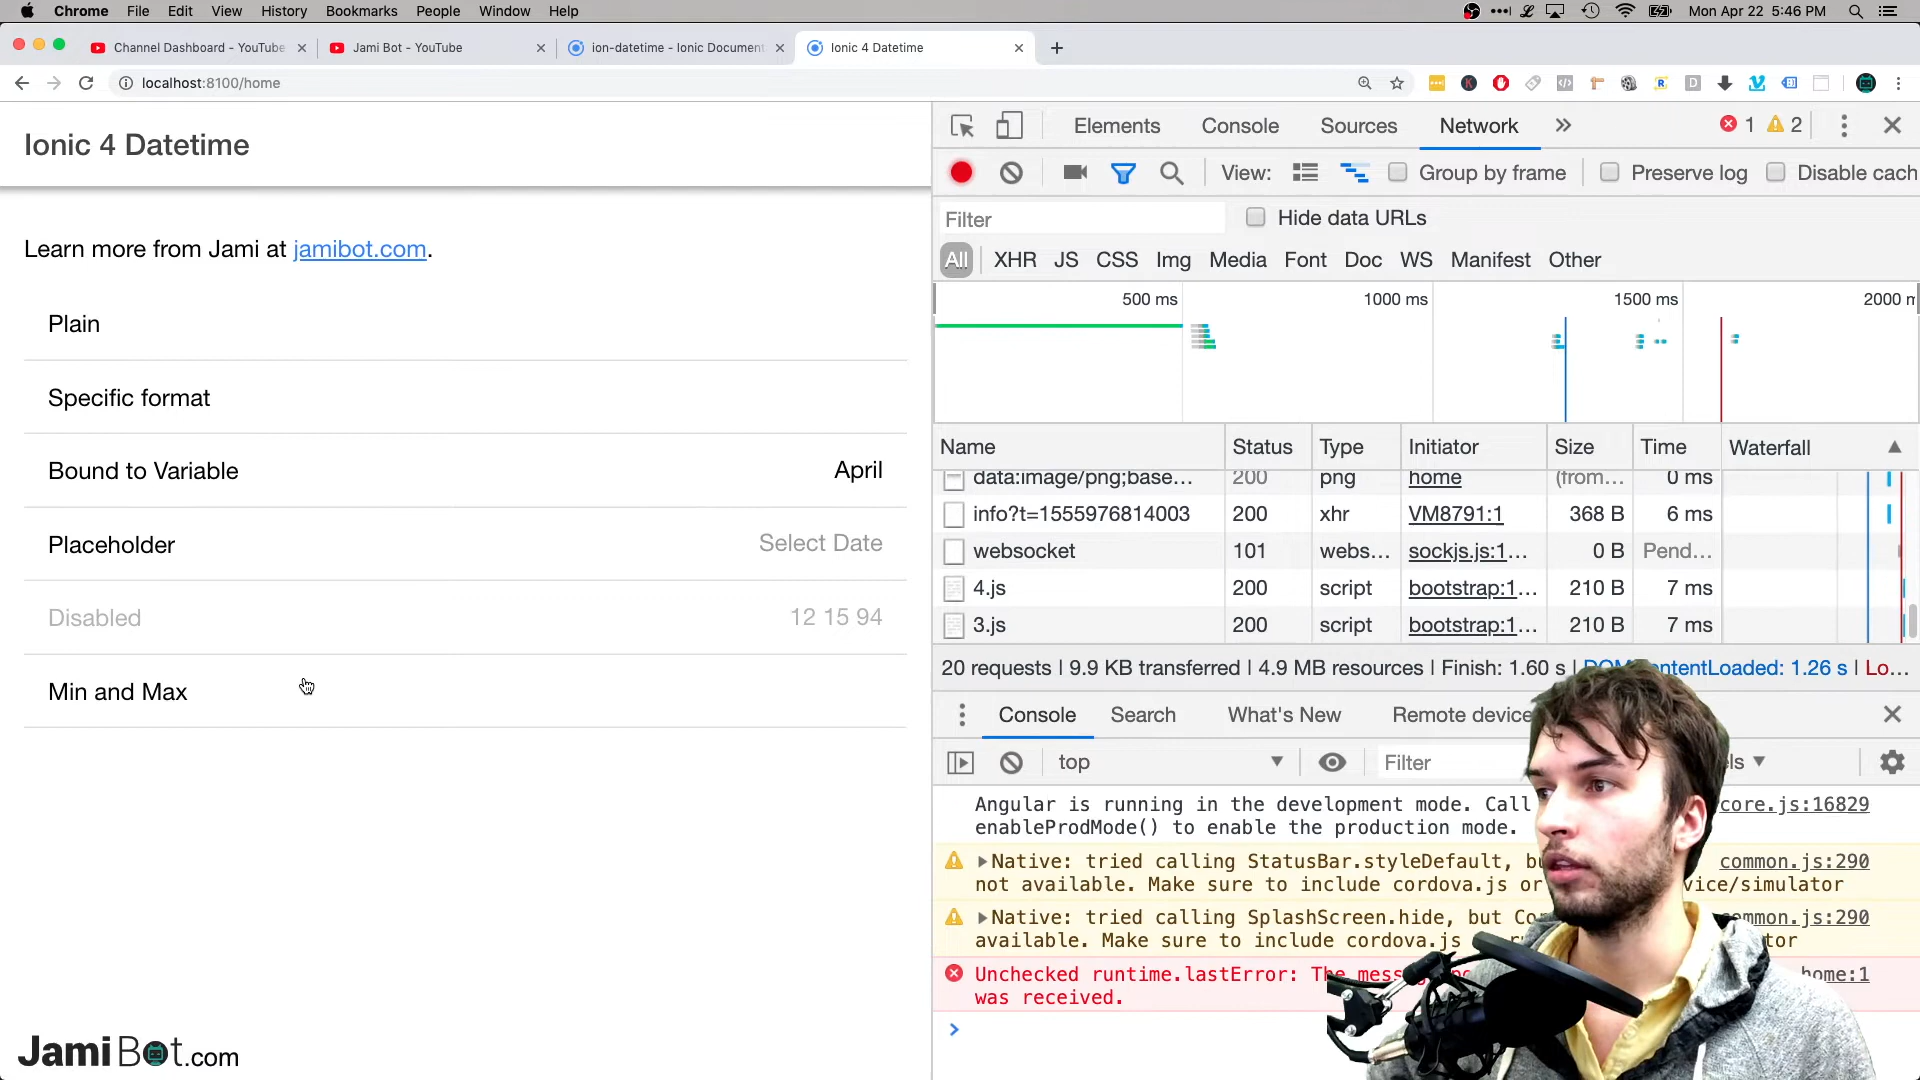 Chrome File Edit View History Bookmarks People Window Help Mon Apr 22 5:46 PM
Channel Dashboard - YouTube Jami Bot - YouTube ion-datetime - Ionic Document Ionic 4 Datetime
localhost:8100/home
Ionic 4 Datetime
Learn more from Jami at jamibot.com.
Plain
Specific format
Bound to Variable April
Placeholder Select Date
Disabled 12 15 94
Min and Max
JamiBot.com
Elements Console Sources Network 1 2
View: Group by frame Preserve log Disable cach
Filter Hide data URLs
All XHR JS CSS Img Media Font Doc WS Manifest Other
500 ms 1000 ms 1500 ms 2000 m
Name Status Type Initiator Size Time Waterfall
data:image/png;base... 200 png home (from... 0 ms
info?t=1555976814003 200 xhr VM8791:1 368 B 6 ms
websocket 101 webs... sockjs.js:1... 0 B Pend...
4.js 200 script bootstrap:1... 210 B 7 ms
3.js 200 script bootstrap:1... 210 B 7 ms
20 requests | 9.9 KB transferred | 4.9 MB resources | Finish: 1.60 s | DOMContentLoaded: 1.26 s | Lo...
Console Search What's New Remote device
top Filter els
Angular is running in the development mode. Call core.js:16829
enableProdMode() to enable the production mode.
Native: tried calling StatusBar.styleDefault, bu common.js:290
not available. Make sure to include cordova.js or vice/simulator
Native: tried calling SplashScreen.hide, but Co common.js:290
available. Make sure to include cordova.js tor
Unchecked runtime.lastError: The mess home:1
was received.